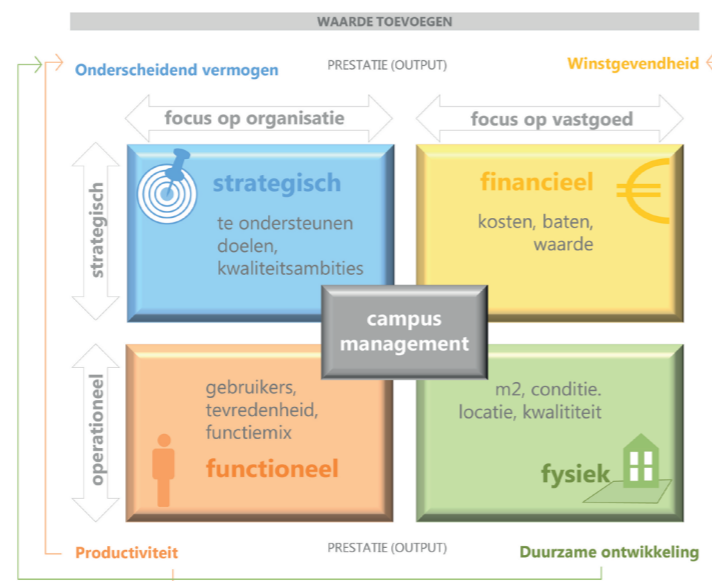 WAARDE TOEVOEGEN
Onderscheidend vermogen
PRESTATIE (OUTPUT)
Winstgevendheid
focus op organisatie
focus op vastgoed
strategisch
strategisch
te ondersteunen
doelen,
kwaliteitsambities
financieel
kosten, baten,
waarde
campus
management
operationeel
gebruikers,
tevredenheid,
functiemix
functioneel
m2, conditie.
locatie, kwalititeit
fysiek
Productiviteit
PRESTATIE (OUTPUT)
Duurzame ontwikkeling